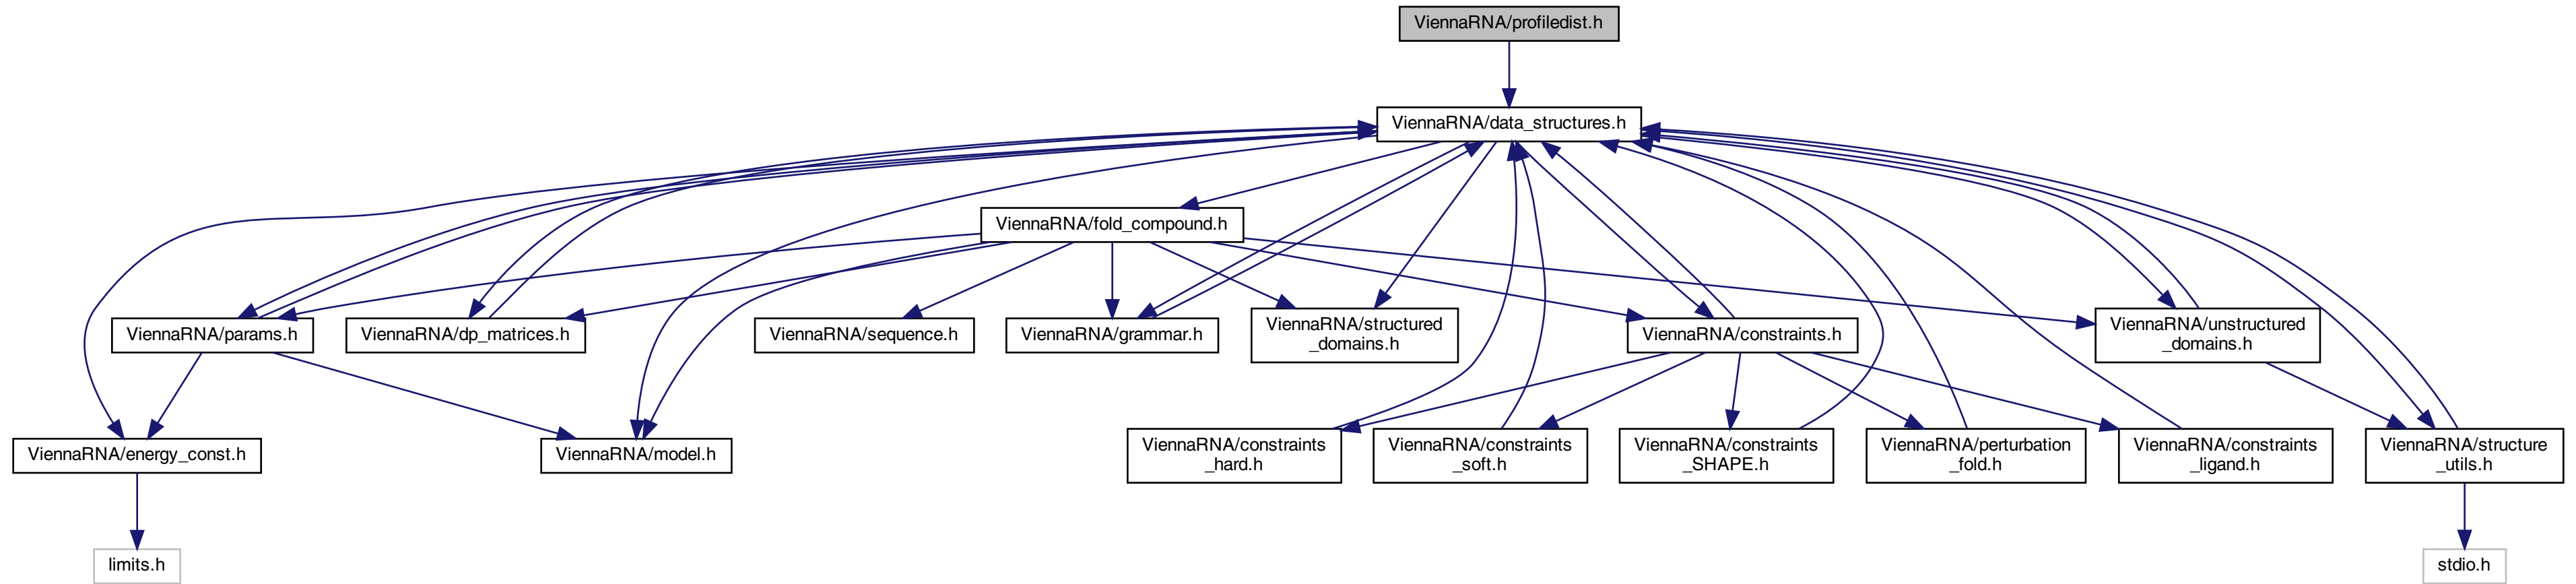 ViennaRNA/profiledist.h
ViennaRNA/data_structures.h
ViennaRNA/fold_compound.h
ViennaRNA/params.h
ViennaRNA/dp_matrices.h
ViennaRNA/sequence.h
ViennaRNA/grammar.h
ViennaRNA/structured
_domains.h
ViennaRNA/constraints.h
ViennaRNA/unstructured
_domains.h
ViennaRNA/energy_const.h
ViennaRNA/model.h
ViennaRNA/constraints
_hard.h
ViennaRNA/constraints
_soft.h
ViennaRNA/constraints
_SHAPE.h
ViennaRNA/perturbation
_fold.h
ViennaRNA/constraints
_ligand.h
ViennaRNA/structure
_utils.h
limits.h
stdio.h